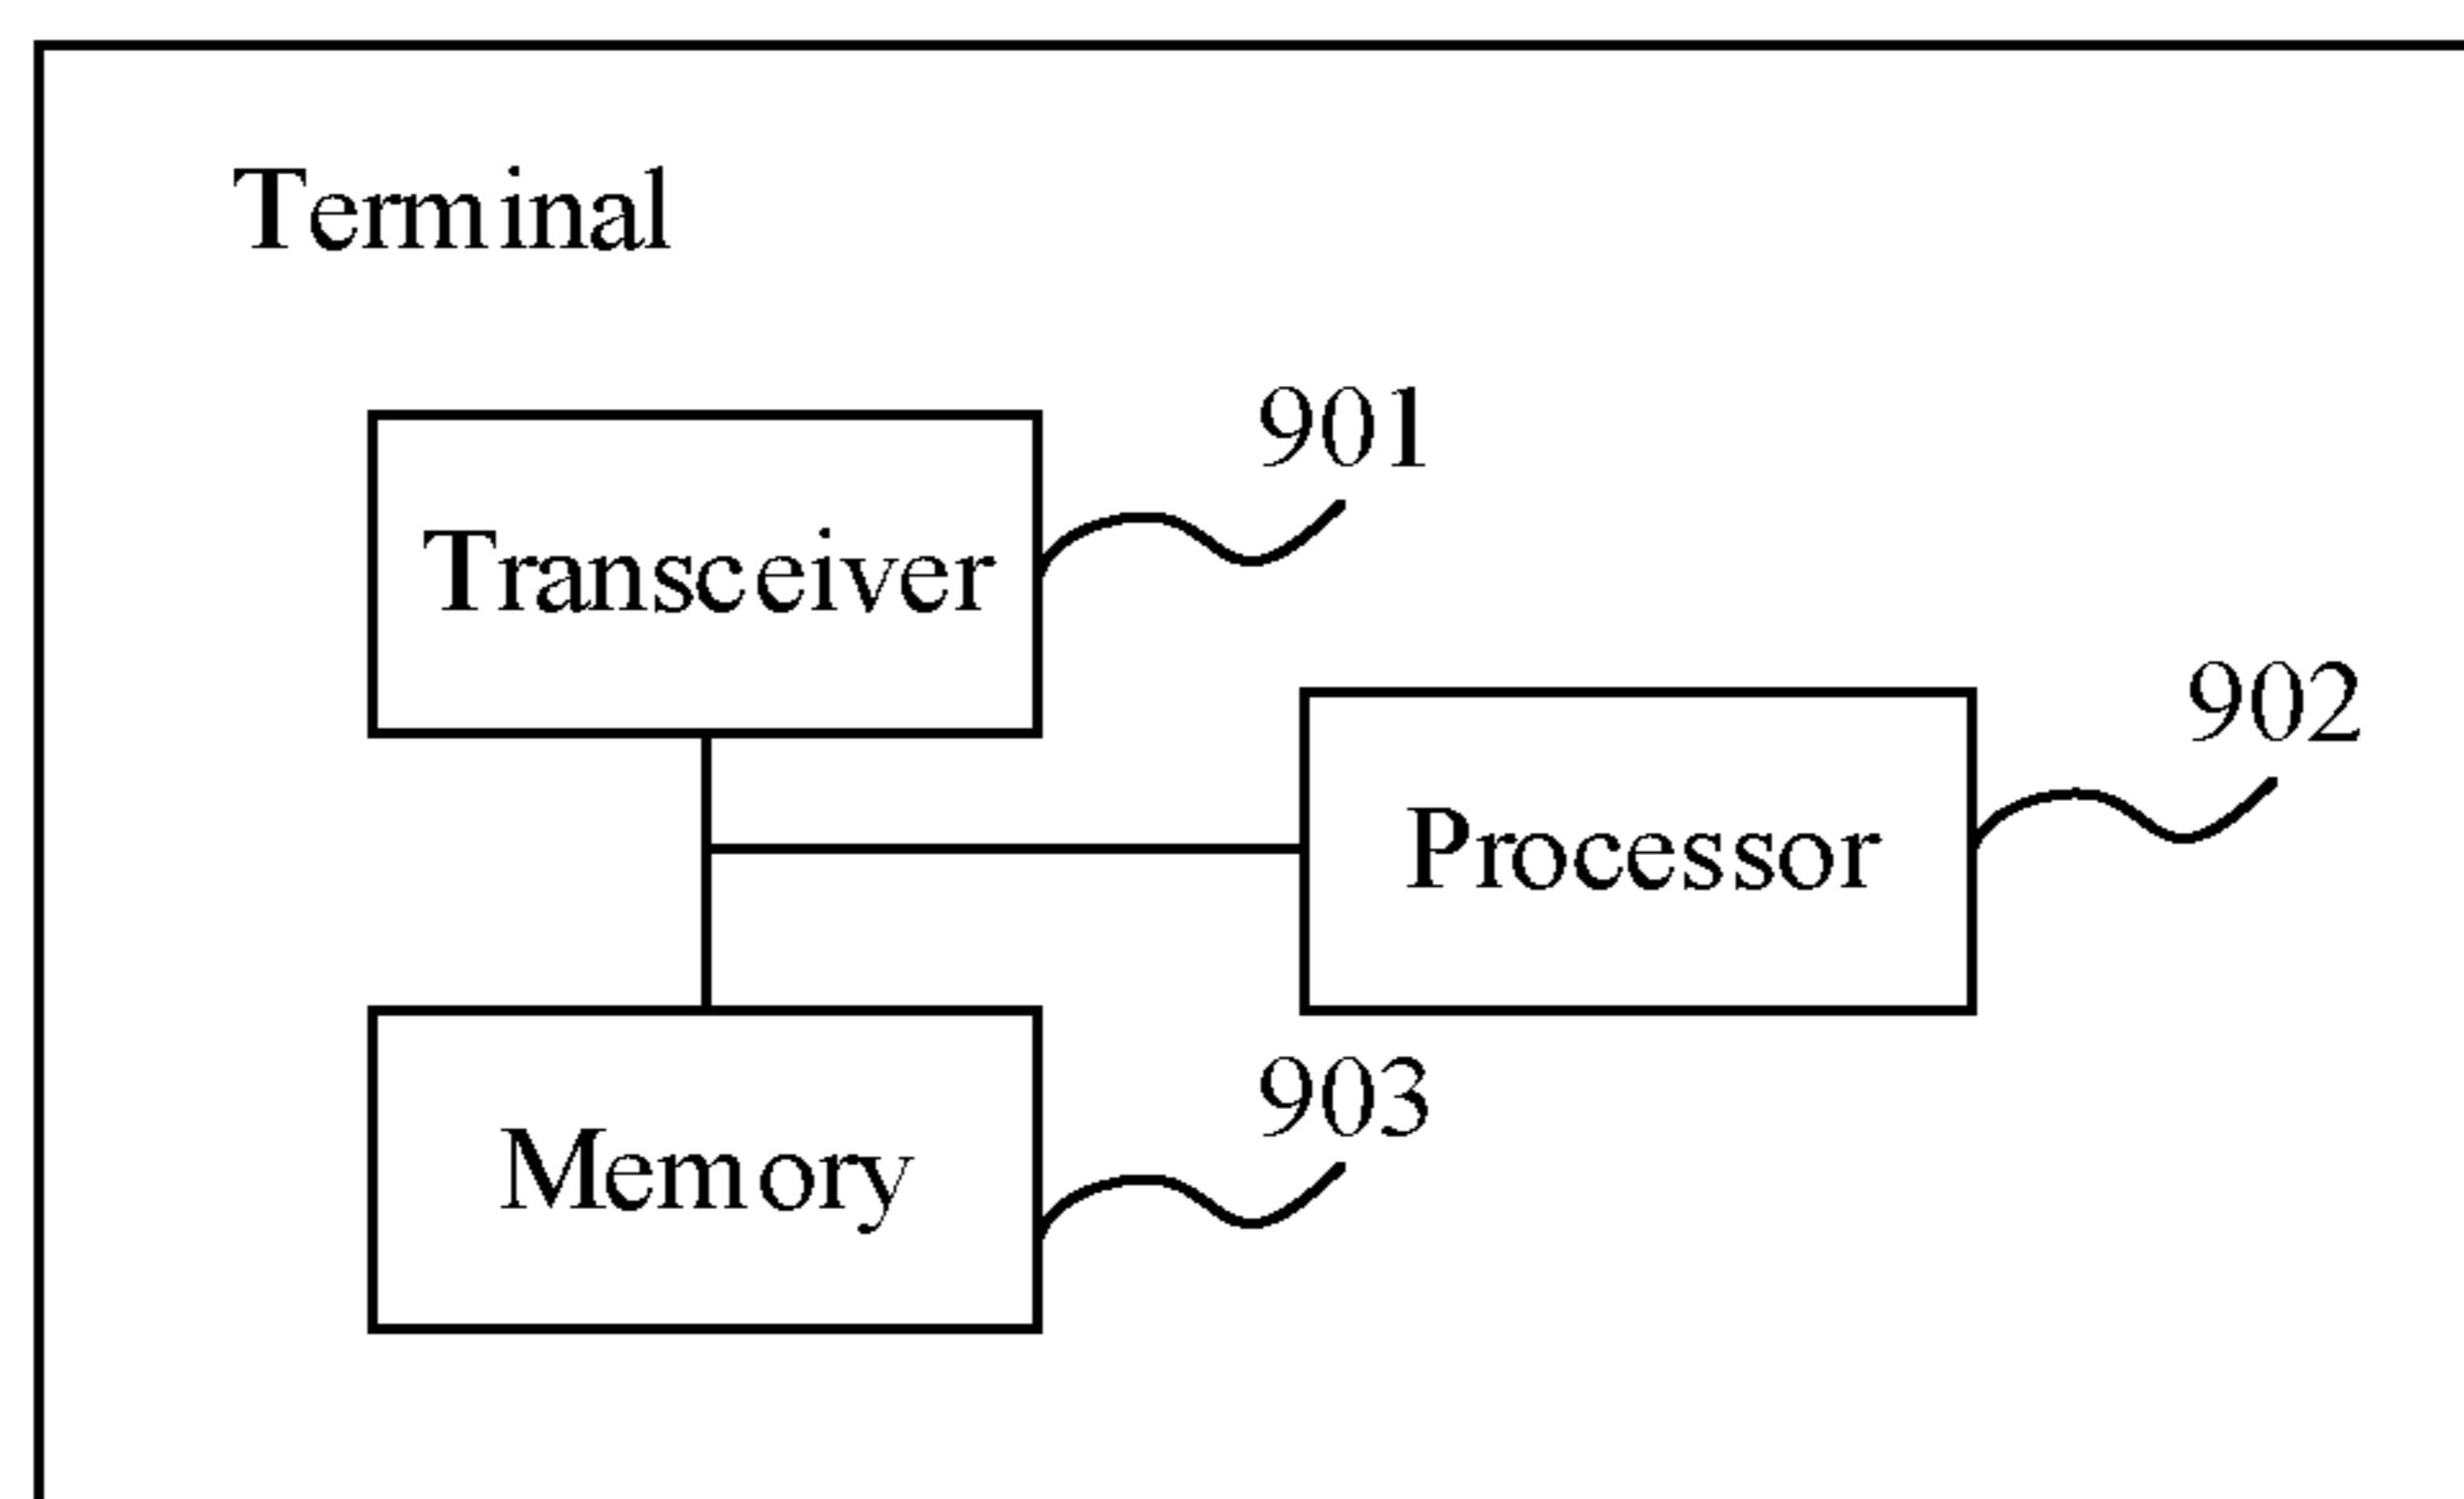 Terminal
901
Transceiver
902
Processor
903
Memory